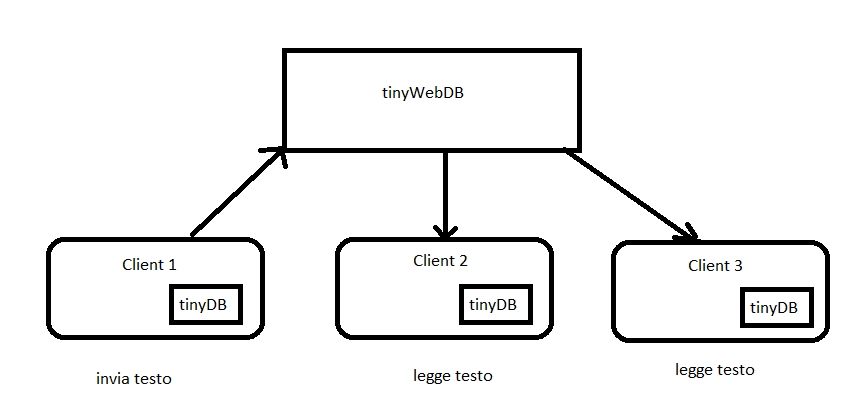 tinyWebDB
Client 1
tinyDB
Client 2
tinyDB
Client 3
tinyDB
invia testo
legge testo
legge testo